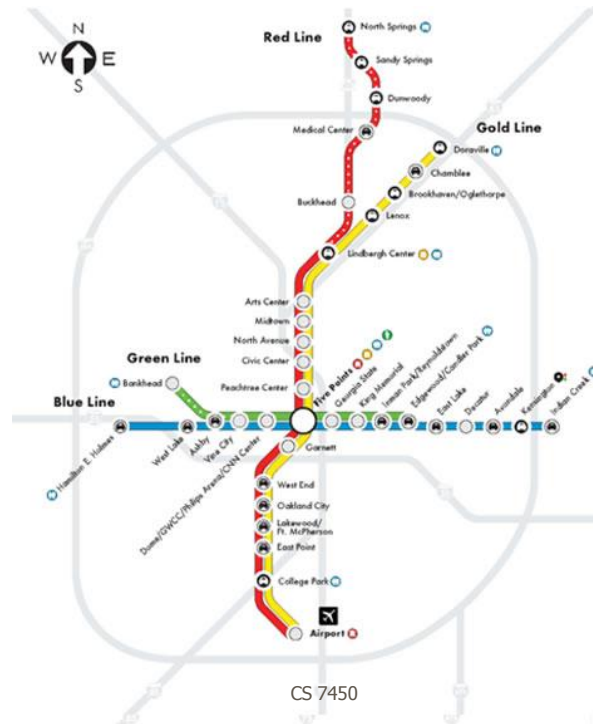 N
W E
S
Red Line
North Springs
Sandy Springs
Dunwoody
Medical Center
Gold Line
Doraville
Chamblee
Brookhaven/Oglethorpe
Buckhead
Lenox
Lindbergh Center
Arts Center
Midtown
North Avenue
Civic Center
Peachtree Center
Green Line
Bankhead
Blue Line
Hamilton E. Holmes
West Lake
Ashby
Vine City
Dome/GWCC/Philips Arena/CNN Center
Five Points
Georgia State
King Memorial
Inman Park/Reynoldstown
Edgewood/Candler Park
East Lake
Decatur
Avondale
Kensington
Indian Creek
Garnett
West End
Oakland City
Lakewood/
Ft. McPherson
East Point
College Park
Airport
CS 7450